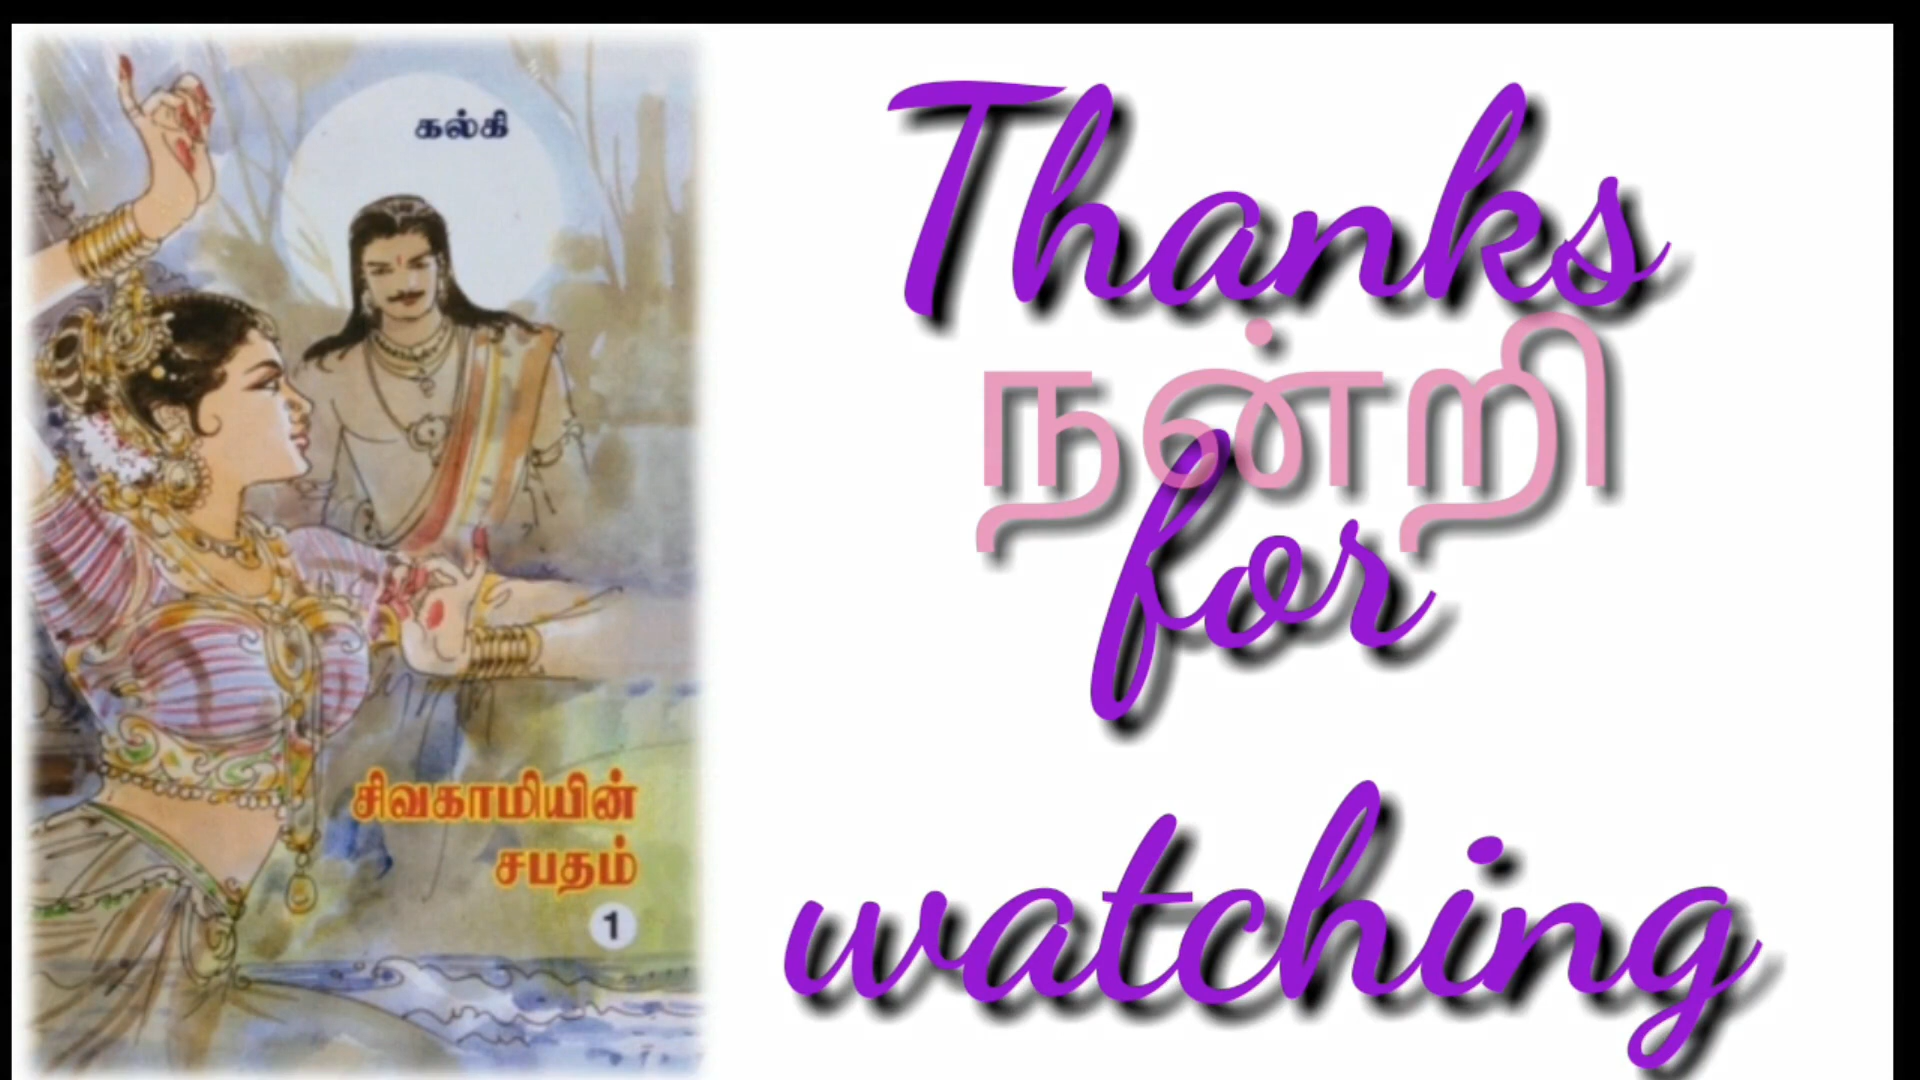 கல்கி
சிவகாமியின்
சபதம்
1
Thanks
நன்றி
for
watching